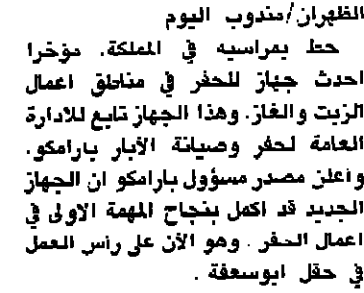 الظهران/مندوب اليوم
حط بمراسيه في المملكة، مؤخرا
احدث جهاز للحفر في مناطق اعمال
الزيت والغاز. وهذا الجهاز تابع للادارة
العامة لحفر وصيانة الآبار بارامكو.
وأعلن مصدر مسؤول بارامكو ان الجهاز
الجديد قد اكمل بنجاح المهمة الاولى في
اعمال الحفر. وهو الآن على رأس العمل
في حقل ابوسعفة.